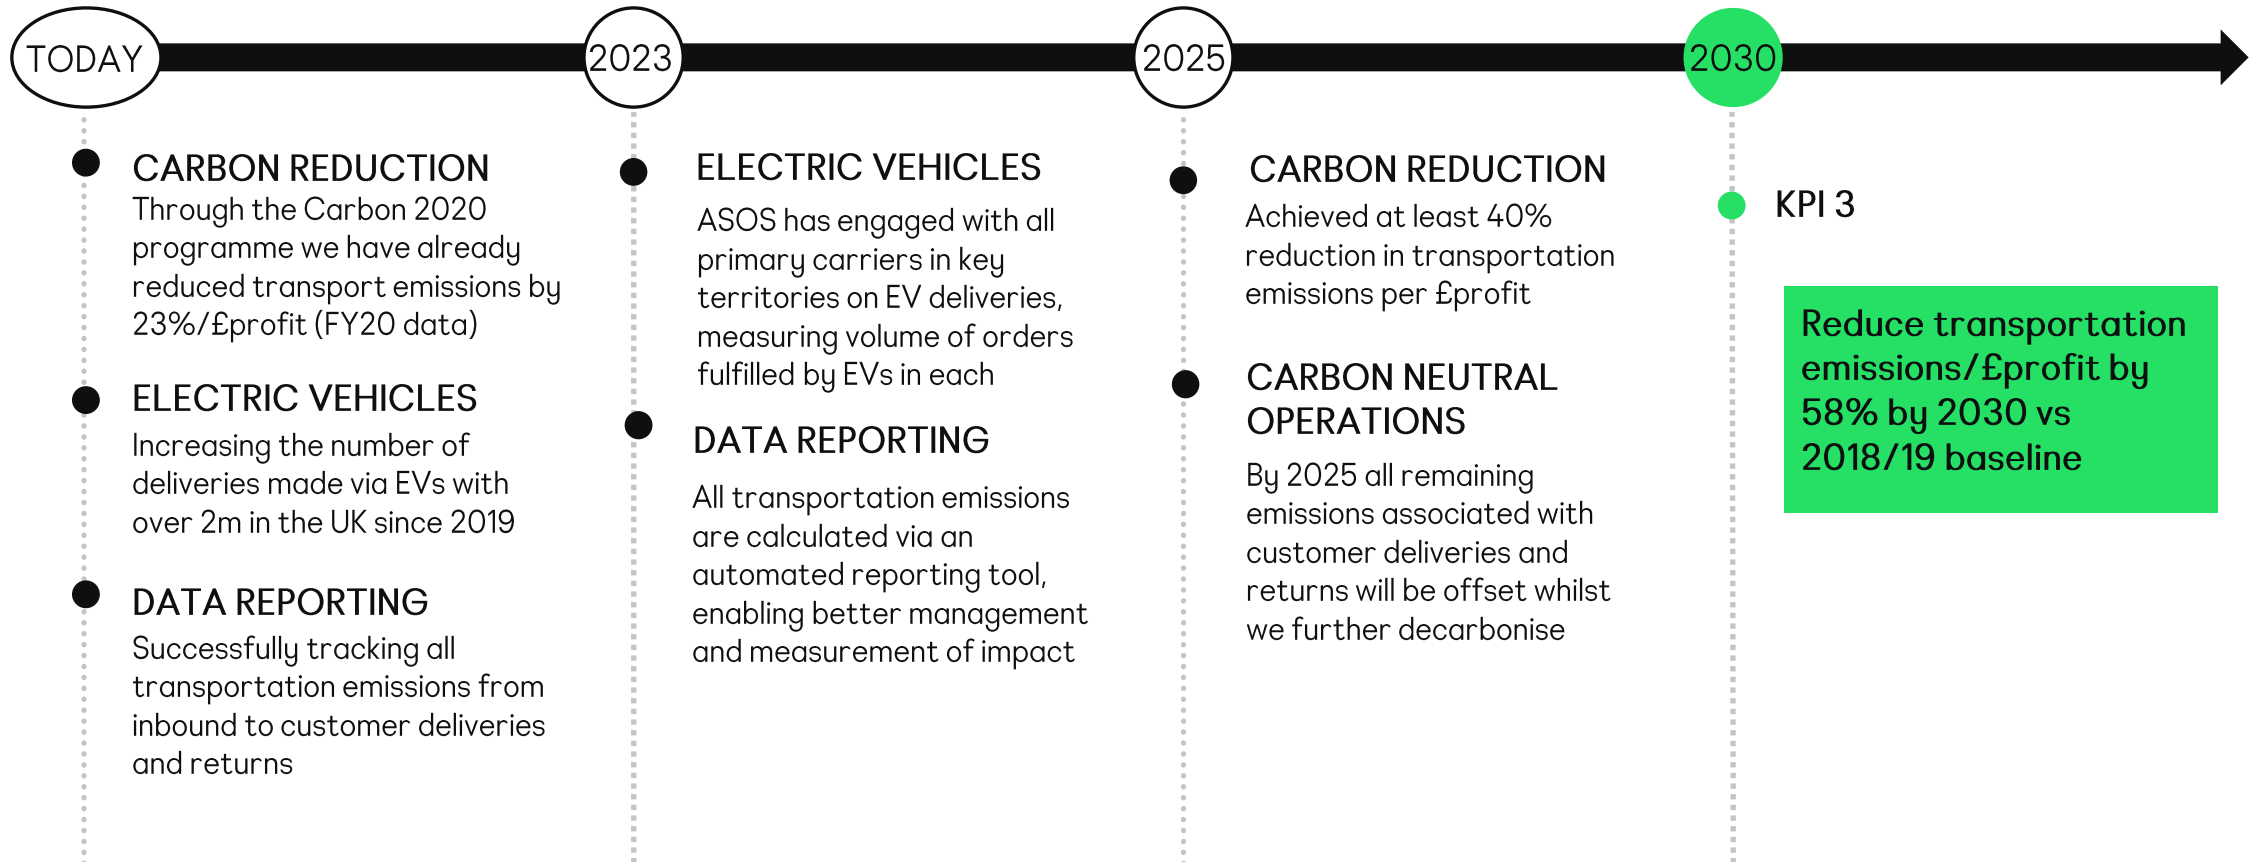 TODAY
2023
2025
2030
CARBON REDUCTION
Through the Carbon 2020
programme we have already
reduced transport emissions by
23%/£profit (FY20 data)
ELECTRIC VEHICLES
Increasing the number of
deliveries made via EVs with
over 2m in the UK since 2019
DATA REPORTING
Successfully tracking all
transportation emissions from
inbound to customer deliveries
and returns
ELECTRIC VEHICLES
ASOS has engaged with all
primary carriers in key
territories on EV deliveries,
measuring volume of orders
fulfilled by EVs in each
DATA REPORTING
All transportation emissions
are calculated via an
automated reporting tool,
enabling better management
and measurement of impact
CARBON REDUCTION
Achieved at least 40%
reduction in transportation
emissions per £profit
CARBON NEUTRAL
OPERATIONS
By 2025 all remaining
emissions associated with
customer deliveries and
returns will be offset whilst
we further decarbonise
KPI 3
Reduce transportation
emissions/£profit by
58% by 2030 vs
2018/19 baseline